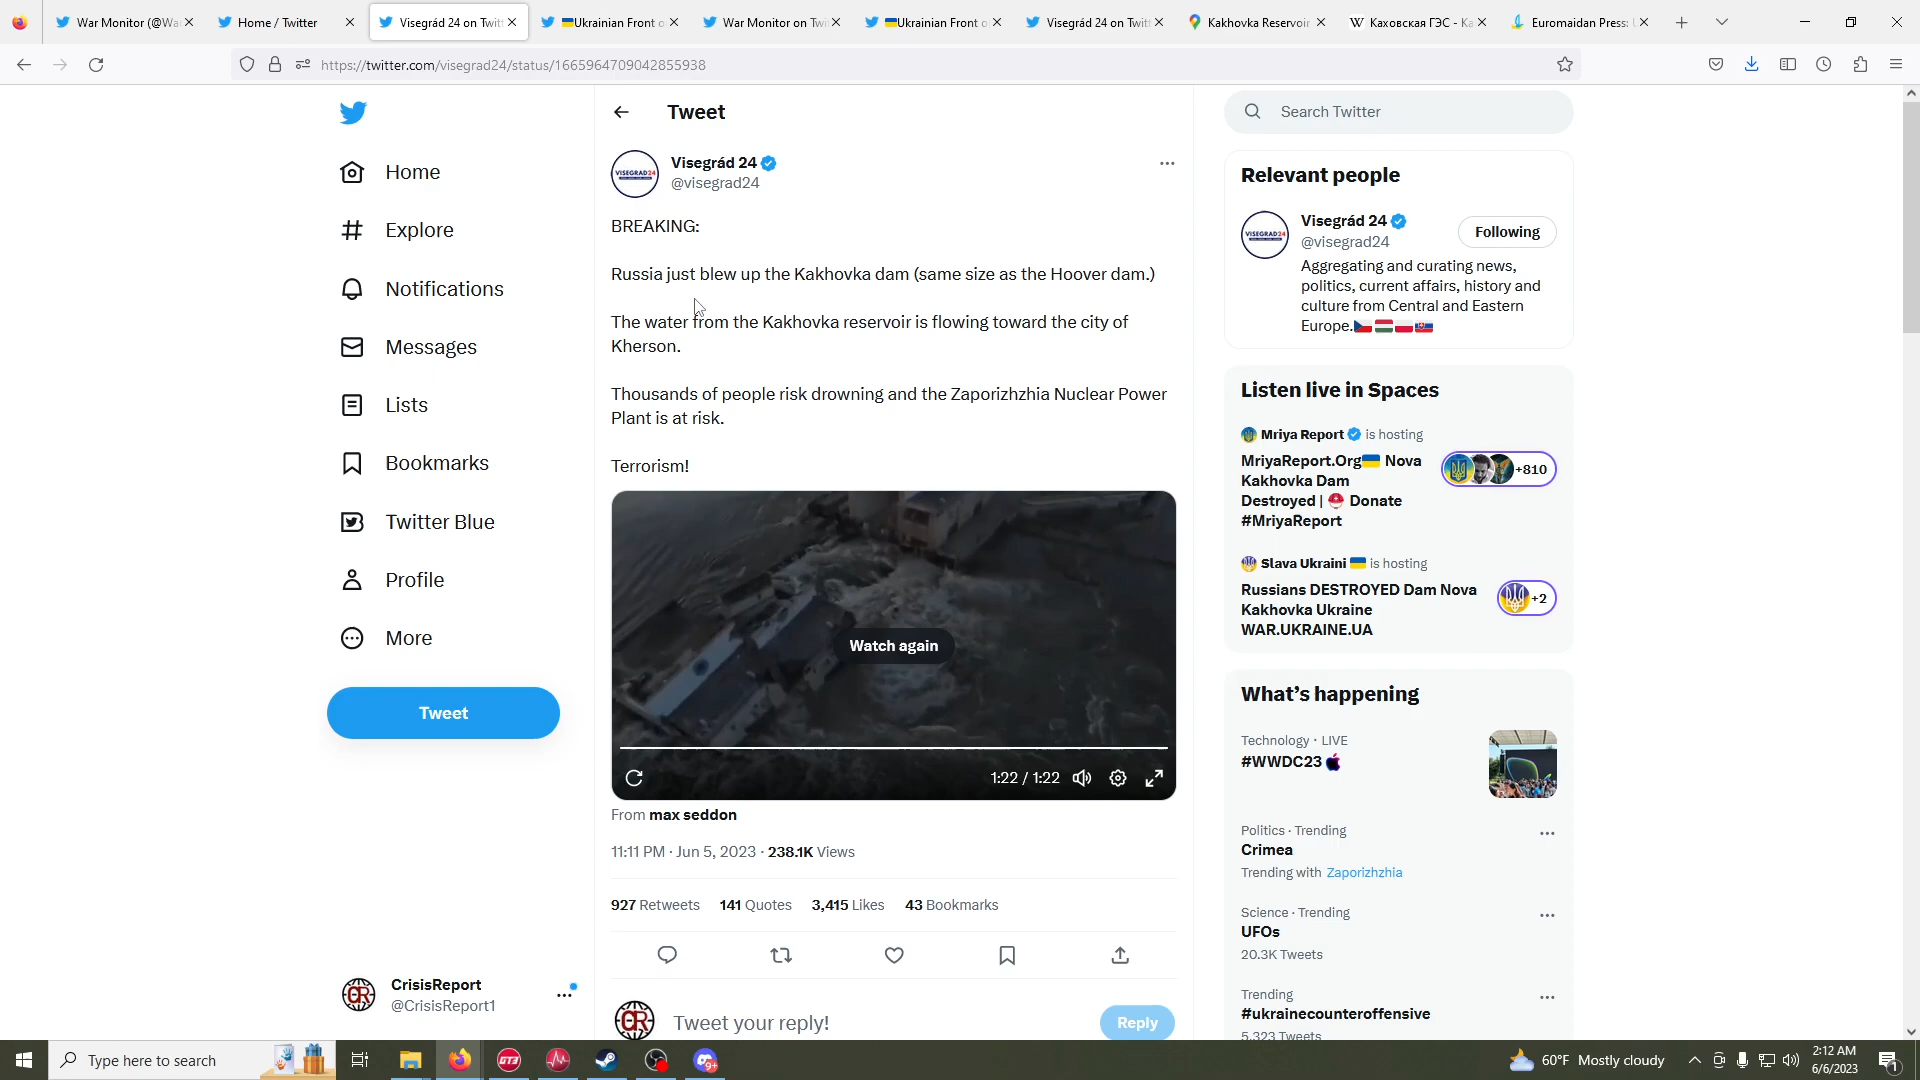 War Monitor (@Wa
Home / Twitter
Visegrád 24 on Twitt
Ukrainian Front o
War Monitor on Twi
Ukrainian Front o
Visegrád 24 on Twitt
Kakhovka Reservoir
Каховская ГЭС - Ка
Euromaidan Press:
https://twitter.com/visegrad24/status/1665964709042855938
Home
Explore
Notifications
Messages
Lists
Bookmarks
Twitter Blue
Profile
More
Tweet
CrisisReport
@CrisisReport1
Tweet
Visegrád 24
@visegrad24
BREAKING:
Russia just blew up the Kakhovka dam (same size as the Hoover dam.)
The water from the Kakhovka reservoir is flowing toward the city of
Kherson.
Thousands of people risk drowning and the Zaporizhzhia Nuclear Power
Plant is at risk.
Terrorism!
Watch again
1:22 / 1:22
From max seddon
11:11 PM · Jun 5, 2023 · 238.1K Views
927 Retweets 141 Quotes 3,415 Likes 43 Bookmarks
Tweet your reply!
Reply
Search Twitter
Relevant people
VISEGRAD24
Visegrád 24
@visegrad24
Following
Aggregating and curating news,
politics, current affairs, history and
culture from Central and Eastern
Europe.
Listen live in Spaces
Mriya Report is hosting
MriyaReport.Org Nova
Kakhovka Dam
Destroyed | Donate
#MriyaReport
+810
Slava Ukraini is hosting
Russians DESTROYED Dam Nova
Kakhovka Ukraine
WAR.UKRAINE.UA
+2
What's happening
Technology · LIVE
#WWDC23
Politics · Trending
Crimea
Trending with Zaporizhzhia
Science · Trending
UFOs
20.3K Tweets
Trending
#ukrainecounteroffensive
5,323 Tweets
Type here to search
GT3
9+
60°F Mostly cloudy
2:12 AM
6/6/2023
1